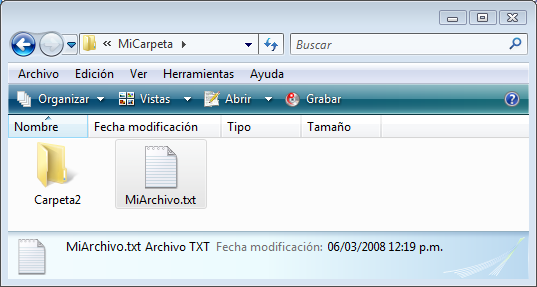 « MiCarpeta Buscar
Archivo Edición Ver Herramientas Ayuda
Organizar Vistas Abrir Grabar
Nombre Fecha modificación Tipo Tamaño
Carpeta2 MiArchivo.txt
MiArchivo.txt Archivo TXT Fecha modificación: 06/03/2008 12:19 p.m.